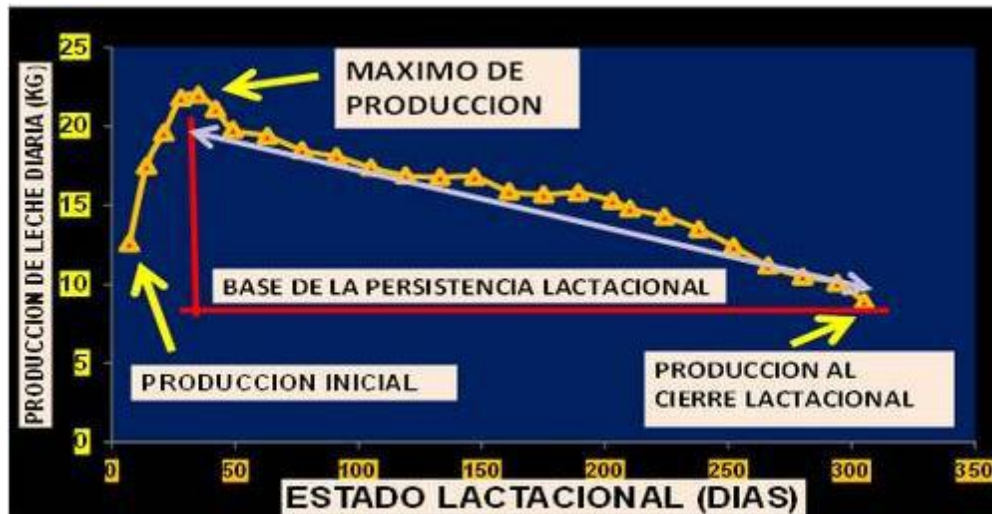 PRODUCCION DE LECHE DIARIA (KG)
25
20
15
10
5
0
MAXIMO DE
PRODUCCION
BASE DE LA PERSISTENCIA LACTACIONAL
PRODUCCION INICIAL
PRODUCCION AL
CIERRE LACTACIONAL
0 50 100 150 200 250 300 350
ESTADO LACTACIONAL (DIAS)